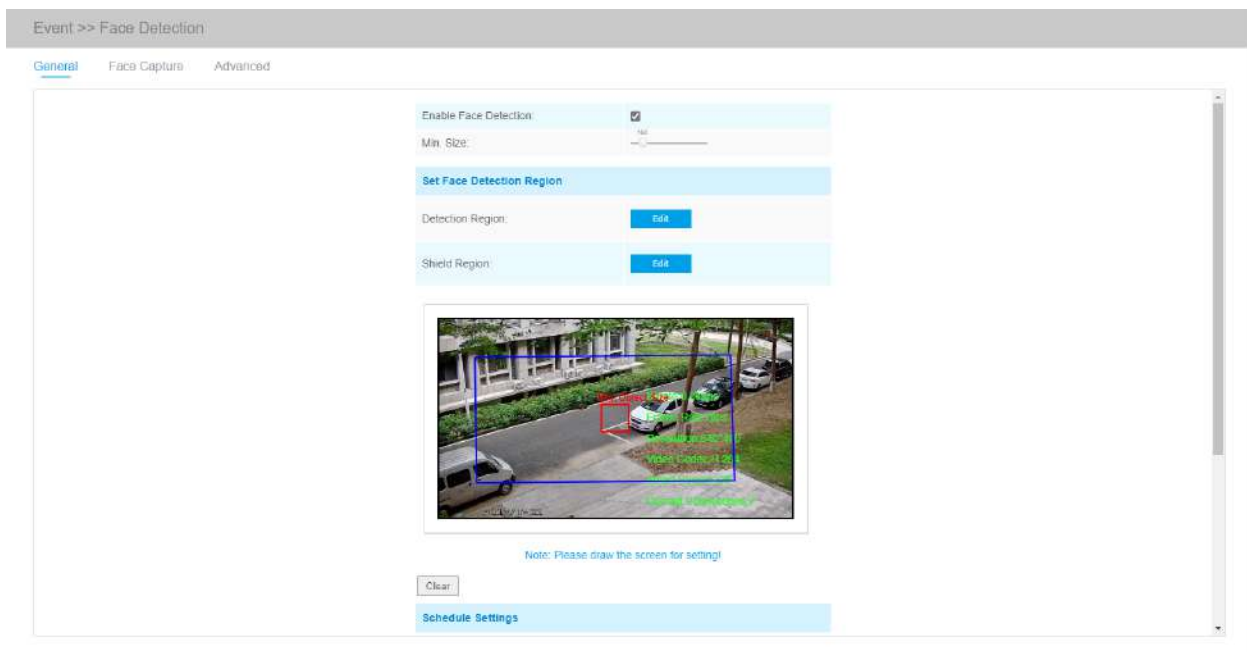 Event >> Face Detection
General Face Capture Advanced
Enable Face Detection:
Min. Size:
Set Face Detection Region
Detection Region: Edit
Shield Region: Edit
Video Codec:H.264
Note: Please draw the screen for setting!
Clear
Schedule Settings